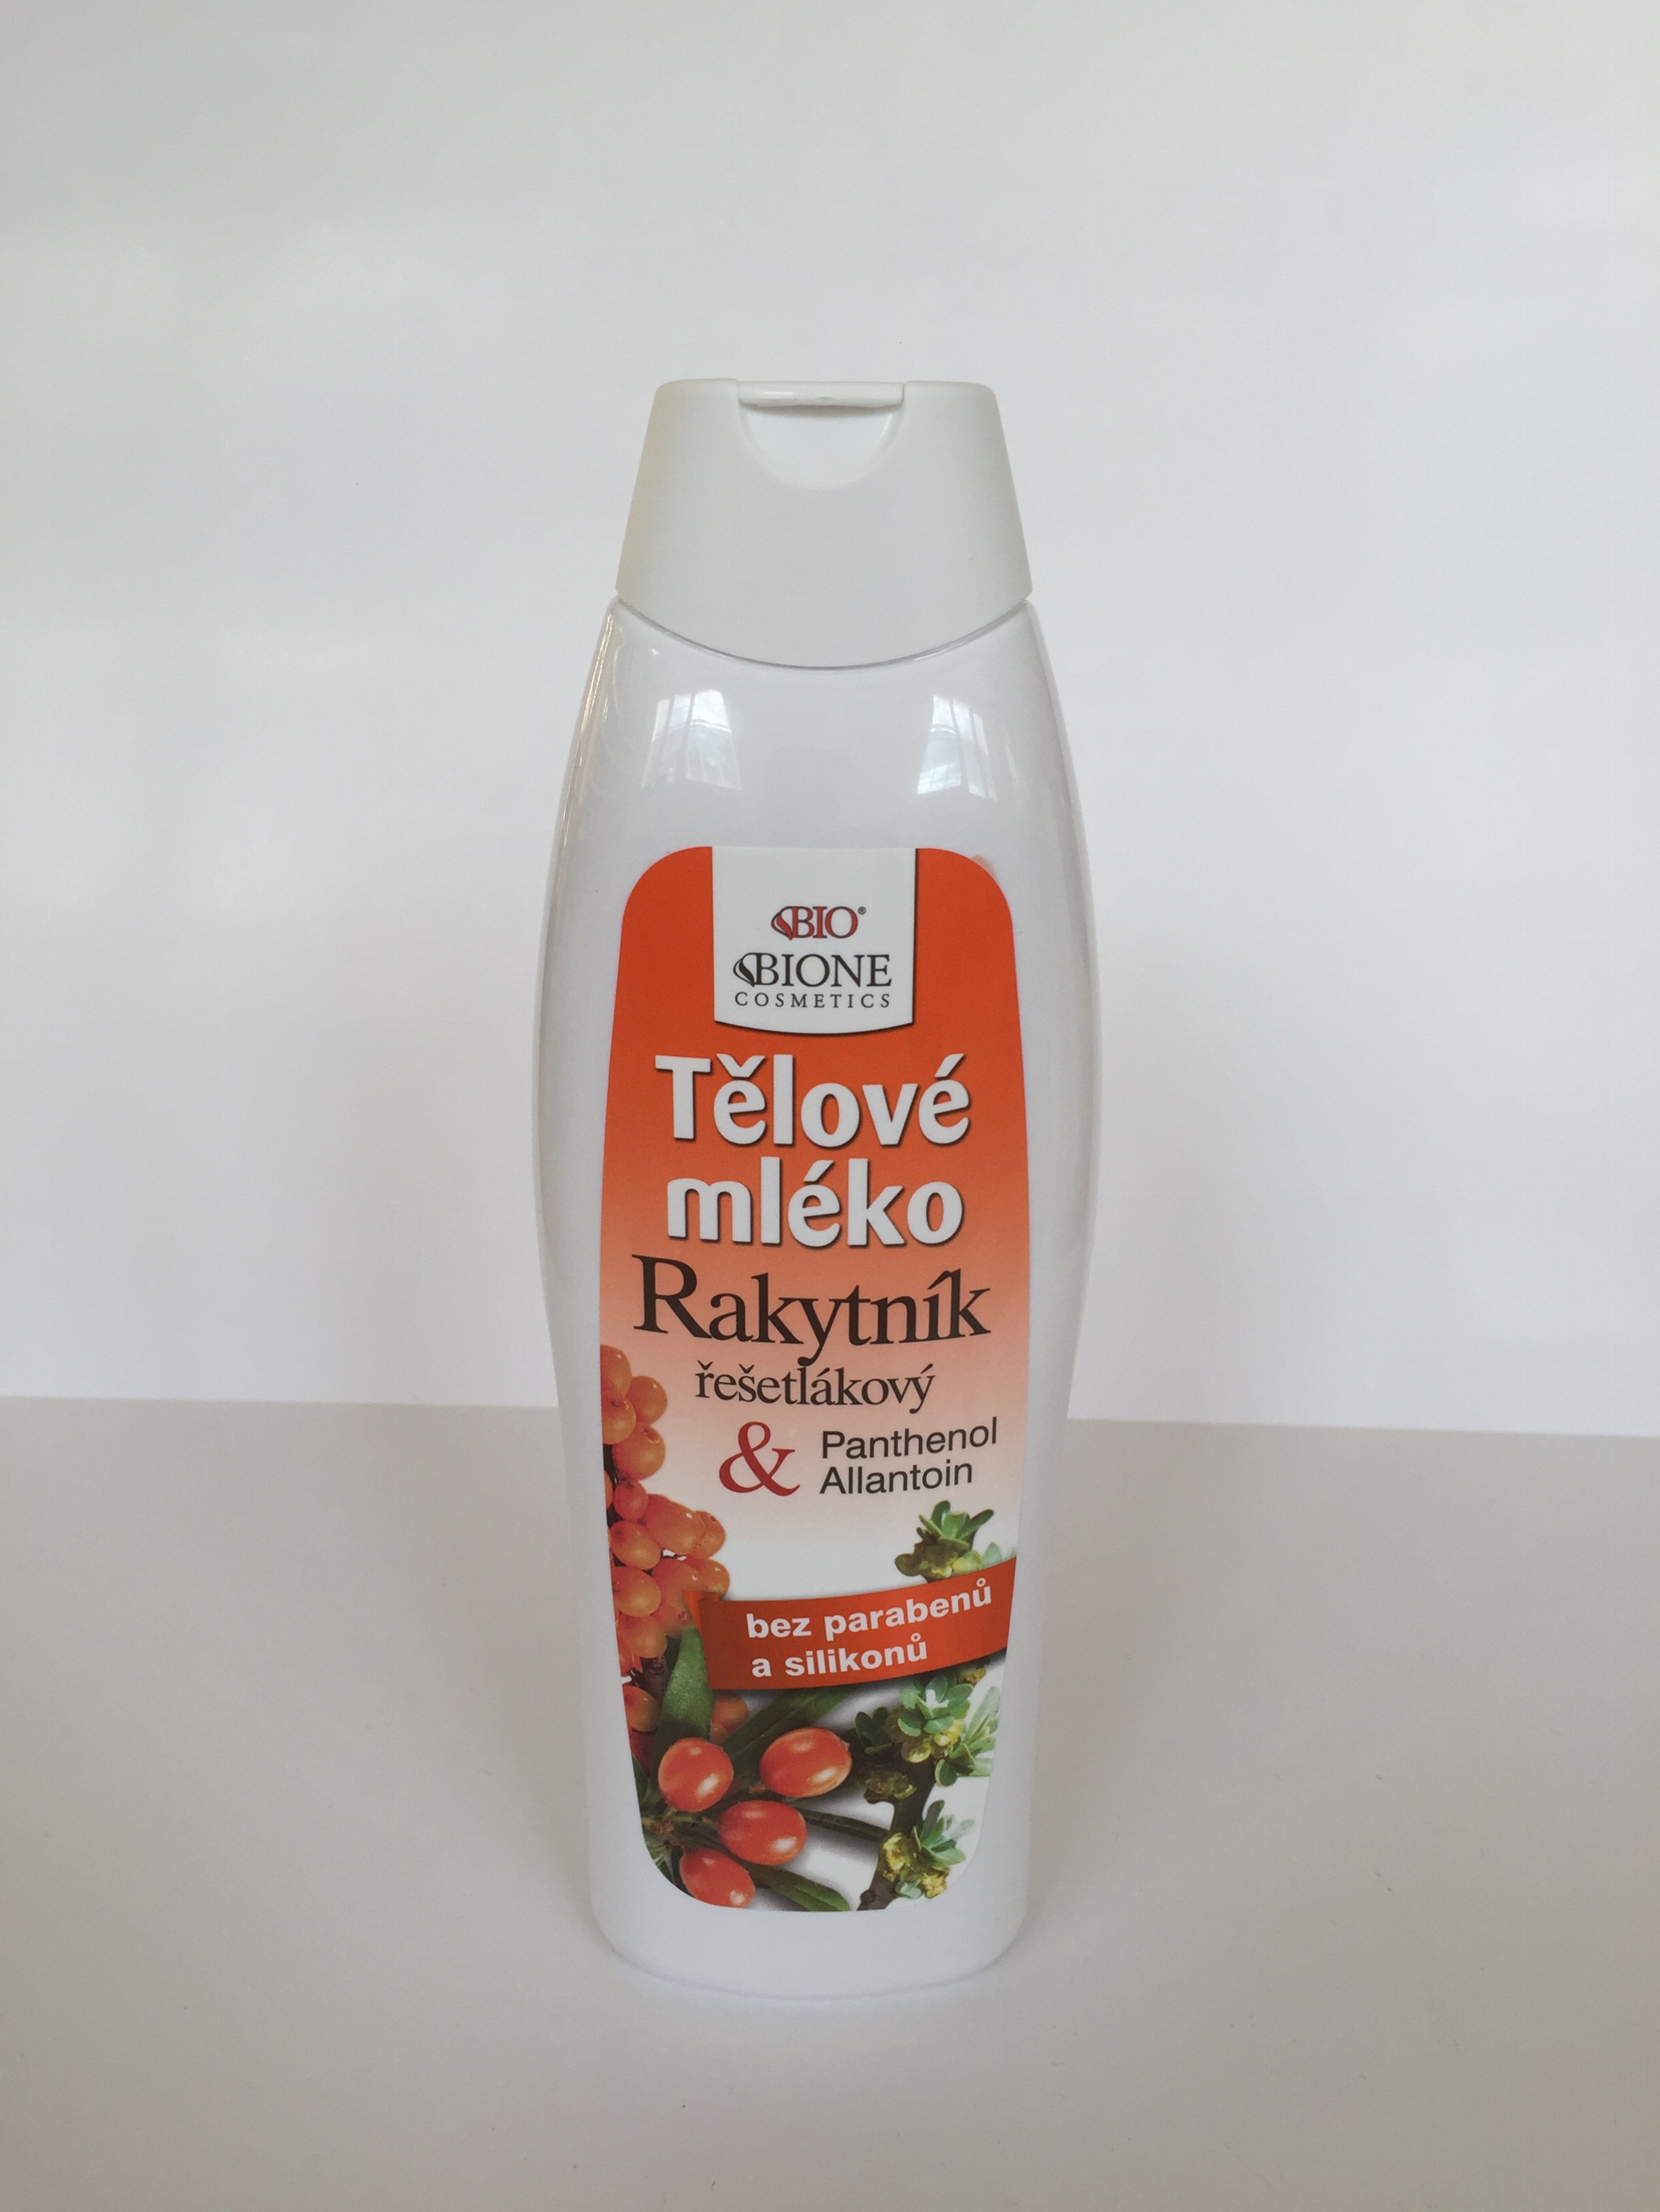 BIO®
BIONE
COSMETICS
Tělové
mléko
Rakytník
řešetlákový
& Panthenol
Allantoin
bez parabenů
a silikonů